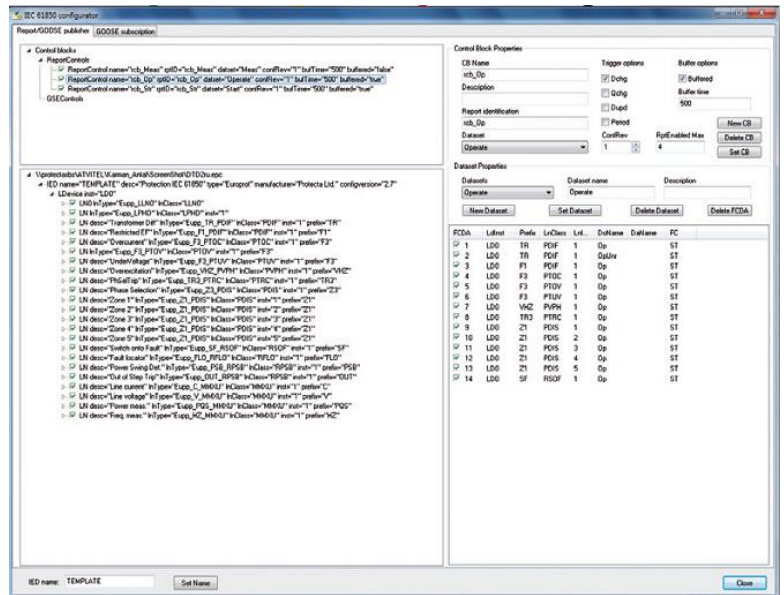 IEC 61850 configurator
Report/GOOSE publisher GOOSE subscription
Control blocks
ReportControls
ReportControl name="rcb_Meas" rptID="rcb_Meas" datset="Meas" confRev="1" bufTime="500" buffered="false"
ReportControl name="rcb_Op" rptID="rcb_Op" datset="Operate" confRev="1" bufTime="500" buffered="true"
ReportControl name="rcb_Str" rptID="rcb_Str" datset="Start" confRev="1" bufTime="500" buffered="true"
GSEControls
IED name="TEMPLATE" desc="Protection IEC 61850" type="Europrot" manufacturer="Protecta Ltd." configversion="2.7"
LDevice inst="LD0"
LN0 lnType="Eupp_LLN0" lnClass="LLN0"
LN lnType="Eupp_LPHD" lnClass="LPHD" inst="1"
LN desc="Transformer Diff" lnType="Eupp_TR_PDIF" lnClass="PDIF" inst="1" prefix="TR"
LN desc="Restricted EF" lnType="Eupp_F1_PDIF" lnClass="PDIF" inst="1" prefix="F1"
LN desc="Overcurrent" lnType="Eupp_F3_PTOC" lnClass="PTOC" inst="1" prefix="F3"
LN lnType="Eupp_F3_PTOV" lnClass="PTOV" inst="1" prefix="F3"
LN desc="UnderVoltage" lnType="Eupp_F3_PTUV" lnClass="PTUV" inst="1" prefix="F3"
LN desc="Overexcitation" lnType="Eupp_VHZ_PVPH" lnClass="PVPH" inst="1" prefix="VHZ"
LN desc="PhSelTrip" lnType="Eupp_TR3_PTRC" lnClass="PTRC" inst="1" prefix="TR3"
LN desc="Phase Selection" lnType="Eupp_Z3_PDIS" lnClass="PDIS" inst="1" prefix="Z3"
LN desc="Zone 1" lnType="Eupp_Z1_PDIS" lnClass="PDIS" inst="1" prefix="Z1"
LN desc="Zone 2" lnType="Eupp_Z1_PDIS" lnClass="PDIS" inst="2" prefix="Z1"
LN desc="Zone 3" lnType="Eupp_Z1_PDIS" lnClass="PDIS" inst="3" prefix="Z1"
LN desc="Zone 4" lnType="Eupp_Z1_PDIS" lnClass="PDIS" inst="4" prefix="Z1"
LN desc="Zone 5" lnType="Eupp_Z1_PDIS" lnClass="PDIS" inst="5" prefix="Z1"
LN desc="Switch onto Fault" lnType="Eupp_SF_RSOF" lnClass="RSOF" inst="1" prefix="SF"
LN desc="Fault locator" lnType="Eupp_FLO_RFLO" lnClass="RFLO" inst="1" prefix="FLO"
LN desc="Power Swing Det." lnType="Eupp_PSB_RPSB" lnClass="RPSB" inst="1" prefix="PSB"
LN desc="Out of Step Trip" lnType="Eupp_OUT_RPSB" lnClass="RPSB" inst="1" prefix="OUT"
LN desc="Line current" lnType="Eupp_C_MMXU" lnClass="MMXU" inst="1" prefix="C"
LN desc="Line voltage" lnType="Eupp_V_MMXU" lnClass="MMXU" inst="1" prefix="V"
LN desc="Power meas." lnType="Eupp_PQS_MMXU" lnClass="MMXU" inst="1" prefix="PQS"
LN desc="Freq. meas." lnType="Eupp_HZ_MMXU" lnClass="MMXU" inst="1" prefix="HZ"
IED name: TEMPLATE Set Name
Control Block Properties
CB Name Trigger options Buffer options
rcb_Op Dchg Buffered
Description Qchg Buffer time
Dupd 500
Report identification
rcb_Op Period New CB
Dataset ConfRev RptEnabled Max Delete CB
Operate 1 4 Set CB
Dataset Properties
Datasets Dataset name Description
Operate Operate
New Dataset Set Dataset Delete Dataset Delete FCDA
FCDA LdInst Prefix LnClass LnI... DoName DaName FC
1 LD0 TR PDIF 1 Op ST
2 LD0 TR PDIF 1 OpUnr ST
3 LD0 F1 PDIF 1 Op ST
4 LD0 F3 PTOC 1 Op ST
5 LD0 F3 PTOV 1 Op ST
6 LD0 F3 PTUV 1 Op ST
7 LD0 VHZ PVPH 1 Op ST
8 LD0 TR3 PTRC 1 Op ST
9 LD0 Z1 PDIS 1 Op ST
10 LD0 Z1 PDIS 2 Op ST
11 LD0 Z1 PDIS 3 Op ST
12 LD0 Z1 PDIS 4 Op ST
13 LD0 Z1 PDIS 5 Op ST
14 LD0 SF RSOF 1 Op ST
Close